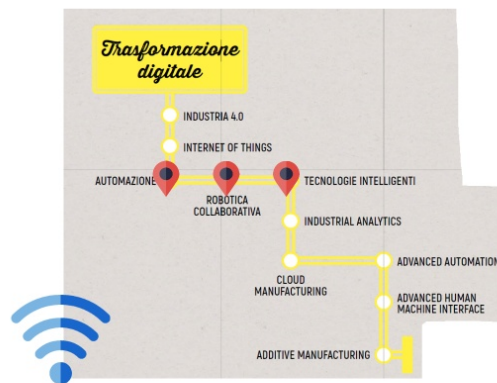 Trasformazione
digitale
INDUSTRIA 4.0
INTERNET OF THINGS
AUTOMAZIONE
ROBOTICA
COLLABORATIVA
TECNOLOGIE INTELLIGENTI
INDUSTRIAL ANALYTICS
CLOUD
MANUFACTURING
ADVANCED AUTOMATION
ADVANCED HUMAN
MACHINE INTERFACE
ADDITIVE MANUFACTURING